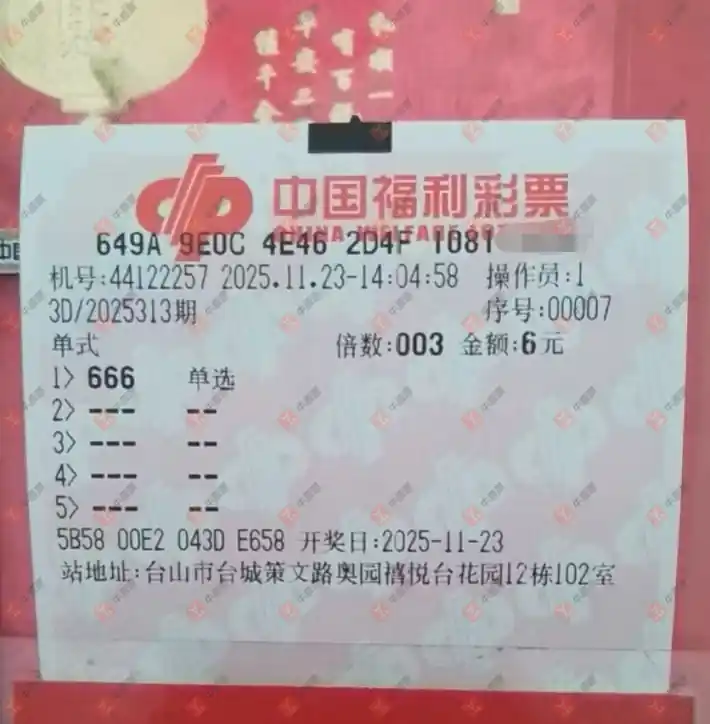 中国福利彩票
CHINA WELFARE
649A 9E0C 4E46 2D4F 1081
机号:44122257 2025.11.23-14:04:58 操作员:1
3D/2025313期 序号:00007
单式 倍数:003 金额:6元
1> 666 单选
2> --- --
3> --- --
4> --- --
5> --- --
5B58 00E2 043D E658 开奖日:2025-11-23
站地址:台山市台城策文路奥园禧悦台花园12栋102室